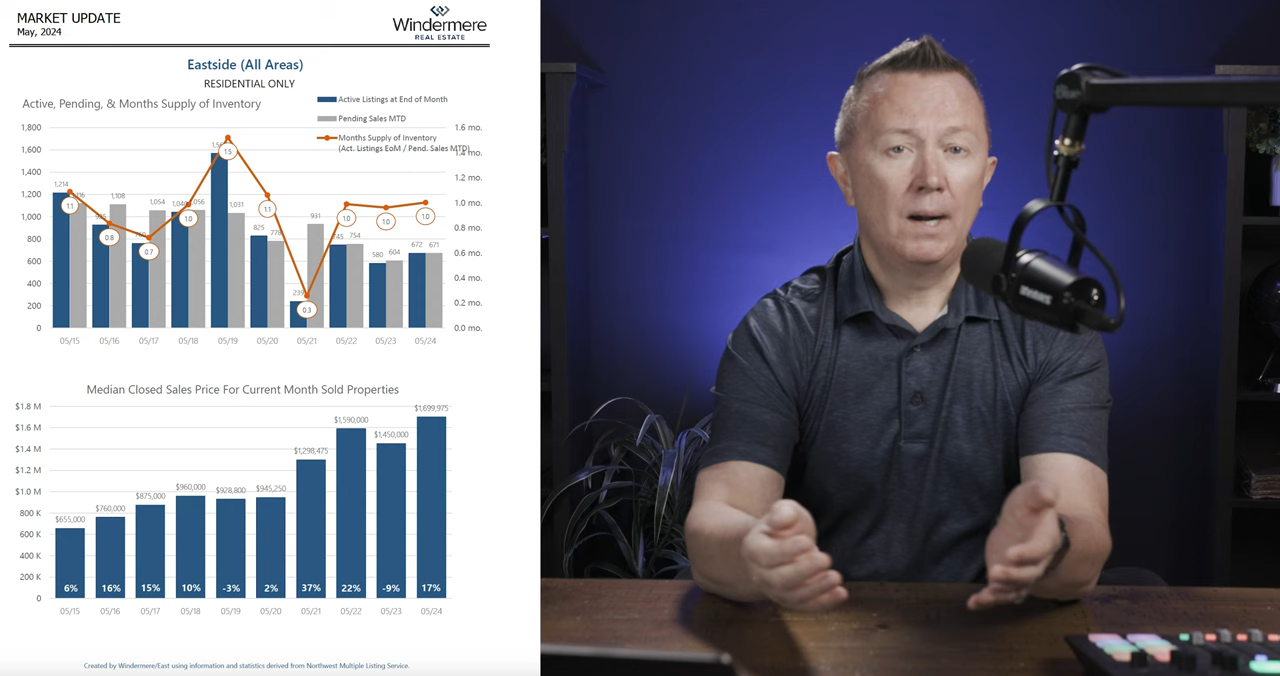 MARKET UPDATE
May, 2024
Windermere
REAL ESTATE
Eastside (All Areas)
RESIDENTIAL ONLY
Active, Pending, & Months Supply of Inventory
Active Listings at End of Month
Pending Sales MTD
Months Supply of Inventory
(Act. Listings EoM / Pend. Sales MTD)
1,800 1.6 mo.
1,600 1.4 mo.
1,400 1.2 mo.
1,200 1.0 mo.
1,000 0.8 mo.
800 0.6 mo.
600 0.4 mo.
400 0.2 mo.
200 0.0 mo.
0
1,214 1,108 1,054 1,056 1,031 825 931 754 580 604 672 671
1.1 0.8 0.7 1.0 1.5 1.1 0.3 1.0 1.0 1.0
05/15 05/16 05/17 05/18 05/19 05/20 05/21 05/22 05/23 05/24
Median Closed Sales Price For Current Month Sold Properties
$1.8 M
$1.6 M
$1.4 M
$1.2 M
$1.0 M
800 K
600 K
400 K
200 K
0
$655,000 $760,000 $875,000 $960,000 $928,800 $945,250 $1,298,475 $1,590,000 $1,450,000 $1,699,975
6% 16% 15% 10% -3% 2% 37% 22% -9% 17%
05/15 05/16 05/17 05/18 05/19 05/20 05/21 05/22 05/23 05/24
Created by Windermere/East using information and statistics derived from Northwest Multiple Listing Service.